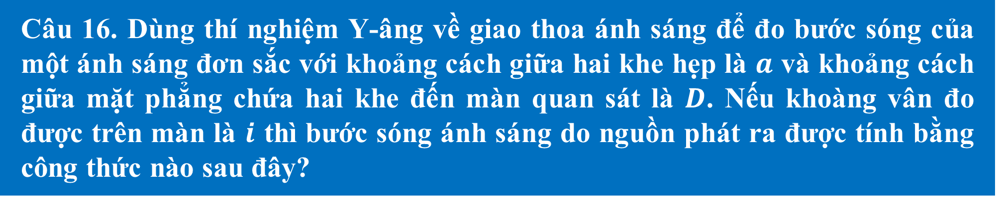 Câu 16. Dùng thí nghiệm Y-âng về giao thoa ánh sáng để đo bước sóng của
một ánh sáng đơn sắc với khoảng cách giữa hai khe hẹp là a và khoảng cách
giữa mặt phẳng chứa hai khe đến màn quan sát là D. Nếu khoàng vân đo
được trên màn là i thì bước sóng ánh sáng do nguồn phát ra được tính bằng
công thức nào sau đây?